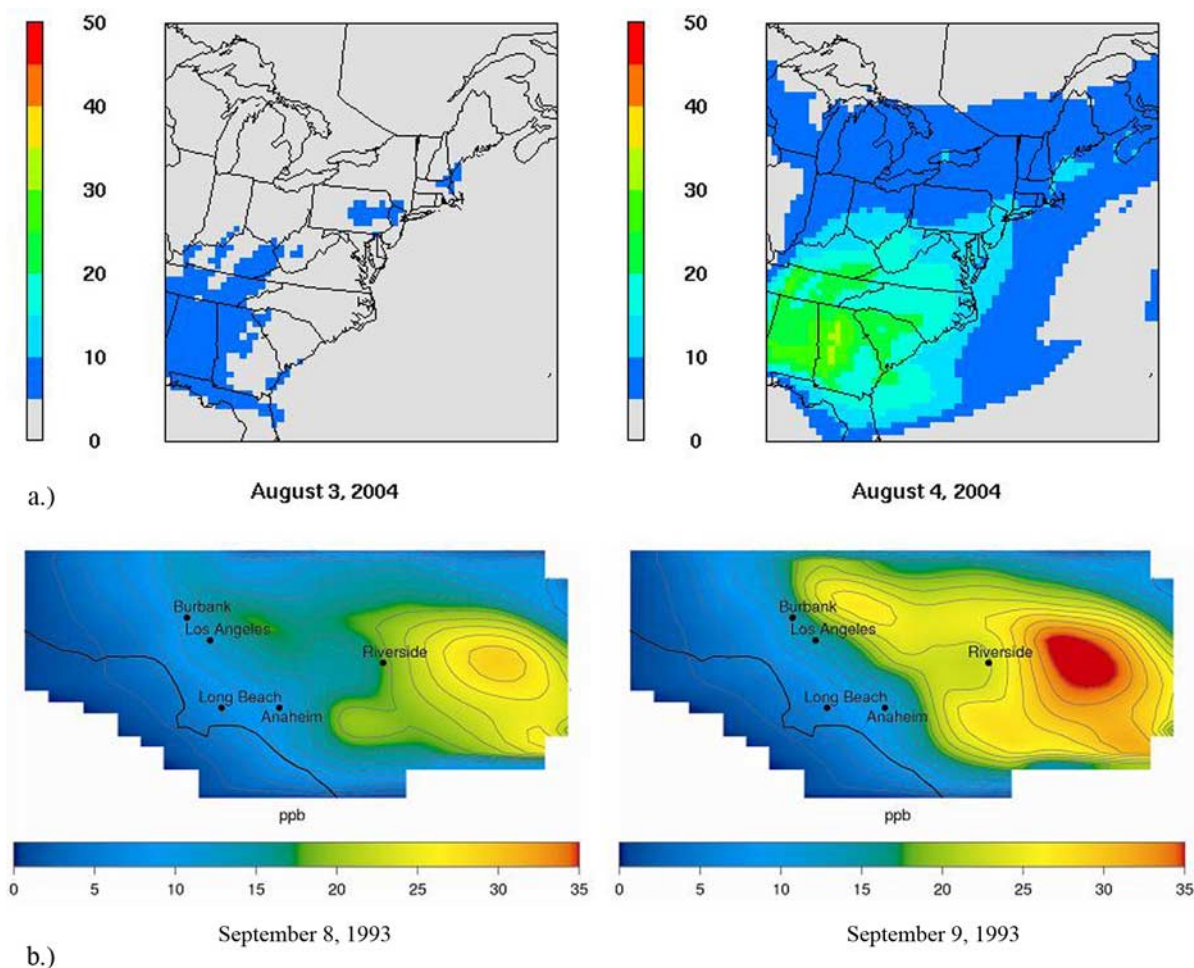 50
40
30
20
10
0
50
40
30
20
10
0
a.)
August 3, 2004
August 4, 2004
Burbank
Los Angeles
Riverside
Long Beach
Anaheim
ppb
0 5 10 15 20 25 30 35
Burbank
Los Angeles
Riverside
Long Beach
Anaheim
ppb
0 5 10 15 20 25 30 35
September 8, 1993
September 9, 1993
b.)